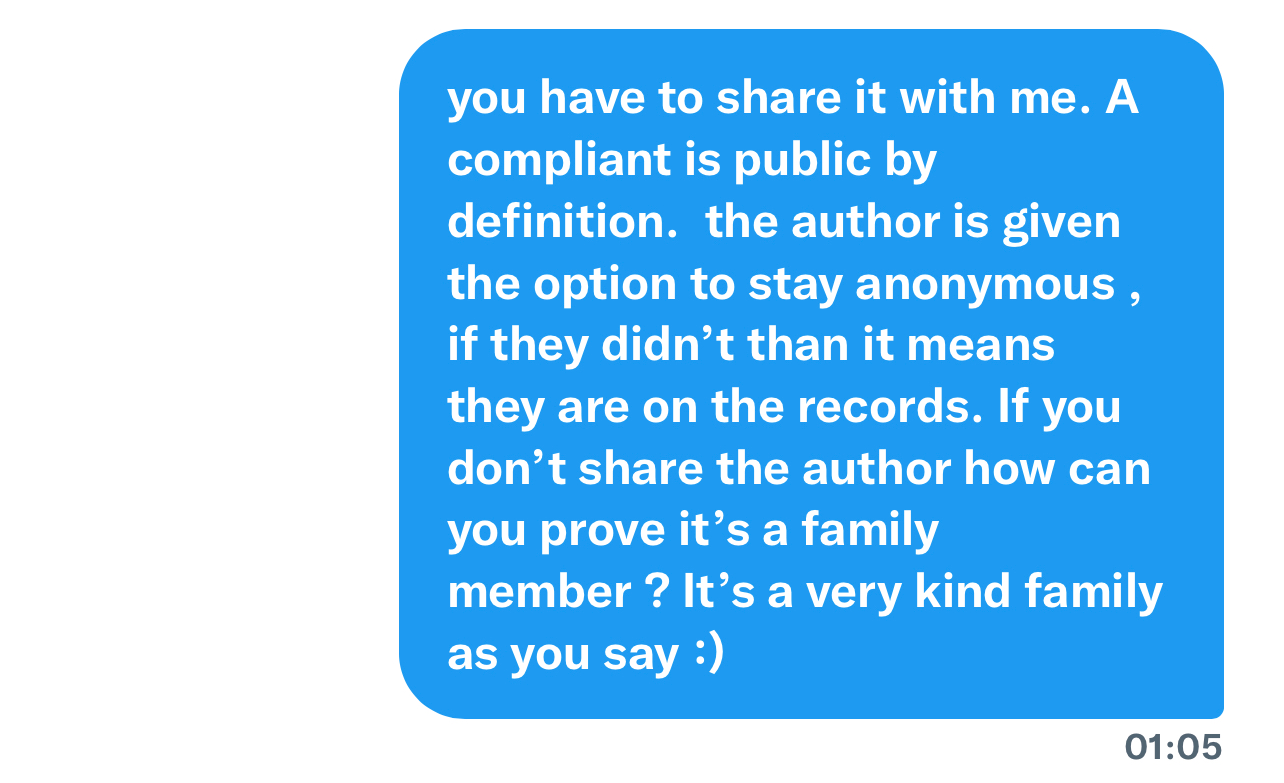 you have to share it with me. A
compliant is public by
definition.  the author is given
the option to stay anonymous ,
if they didn’t than it means
they are on the records. If you
don’t share the author how can
you prove it’s a family
member ? It’s a very kind family
as you say :)
01:05